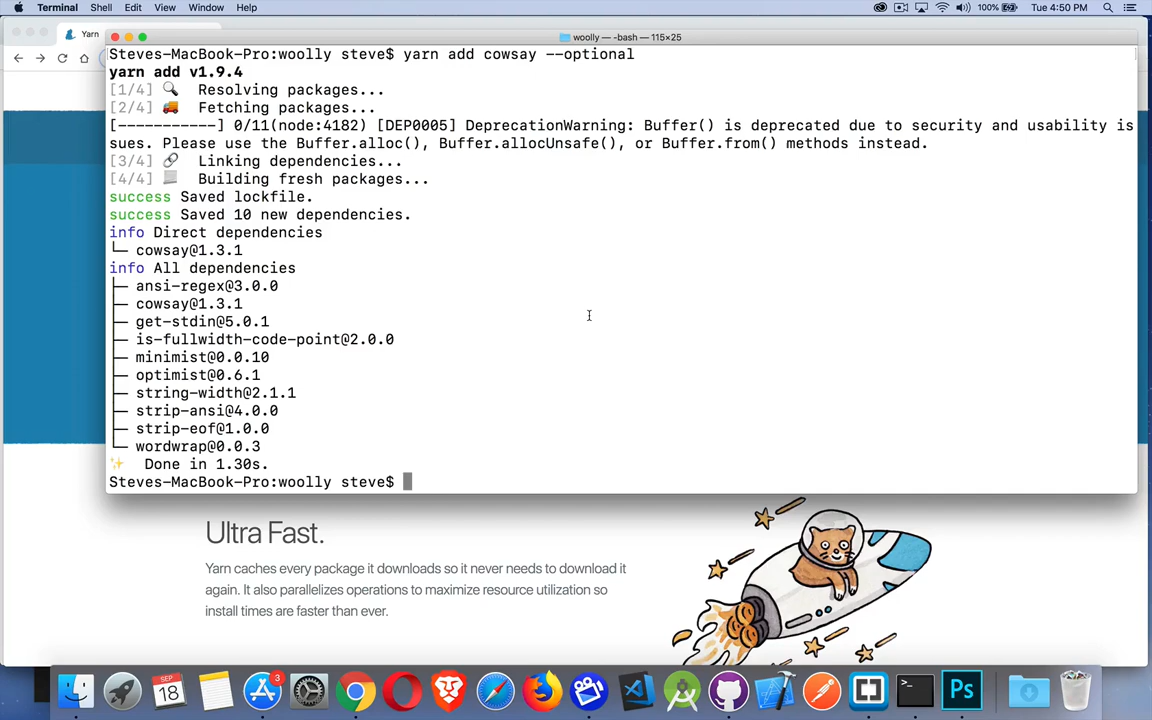 Terminal Shell Edit View Window Help 100% Tue 4:50 PM
Yarn
woolly — -bash — 115×25
Steves-MacBook-Pro:woolly steve$ yarn add cowsay --optional
yarn add v1.9.4
[1/4] 🔍 Resolving packages...
[2/4] 🚚 Fetching packages...
[-----------] 0/11(node:4182) [DEP0005] DeprecationWarning: Buffer() is deprecated due to security and usability is
sues. Please use the Buffer.alloc(), Buffer.allocUnsafe(), or Buffer.from() methods instead.
[3/4] 🔗 Linking dependencies...
[4/4] 📃 Building fresh packages...
success Saved lockfile.
success Saved 10 new dependencies.
info Direct dependencies
└─ cowsay@1.3.1
info All dependencies
├─ ansi-regex@3.0.0
├─ cowsay@1.3.1
├─ get-stdin@5.0.1
├─ is-fullwidth-code-point@2.0.0
├─ minimist@0.0.10
├─ optimist@0.6.1
├─ string-width@2.1.1
├─ strip-ansi@4.0.0
├─ strip-eof@1.0.0
└─ wordwrap@0.0.3
✨ Done in 1.30s.
Steves-MacBook-Pro:woolly steve$
Ultra Fast.
Yarn caches every package it downloads so it never needs to download it
again. It also parallelizes operations to maximize resource utilization so
install times are faster than ever.
SEP
18
3
>_
Ps